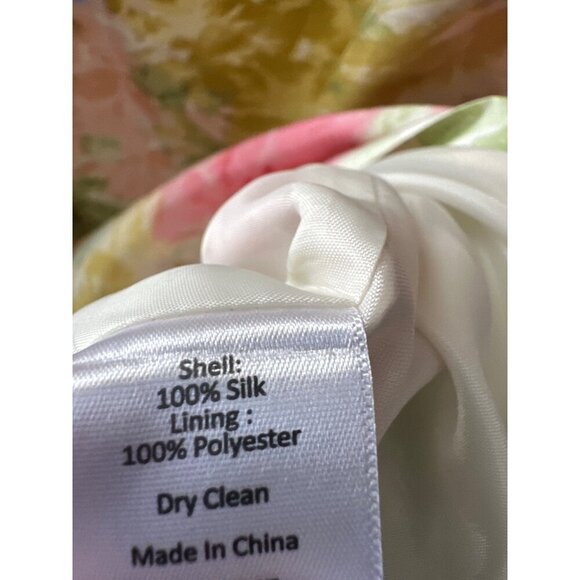 Shell:
100% Silk
Lining :
100% Polyester
Dry Clean
Made In China